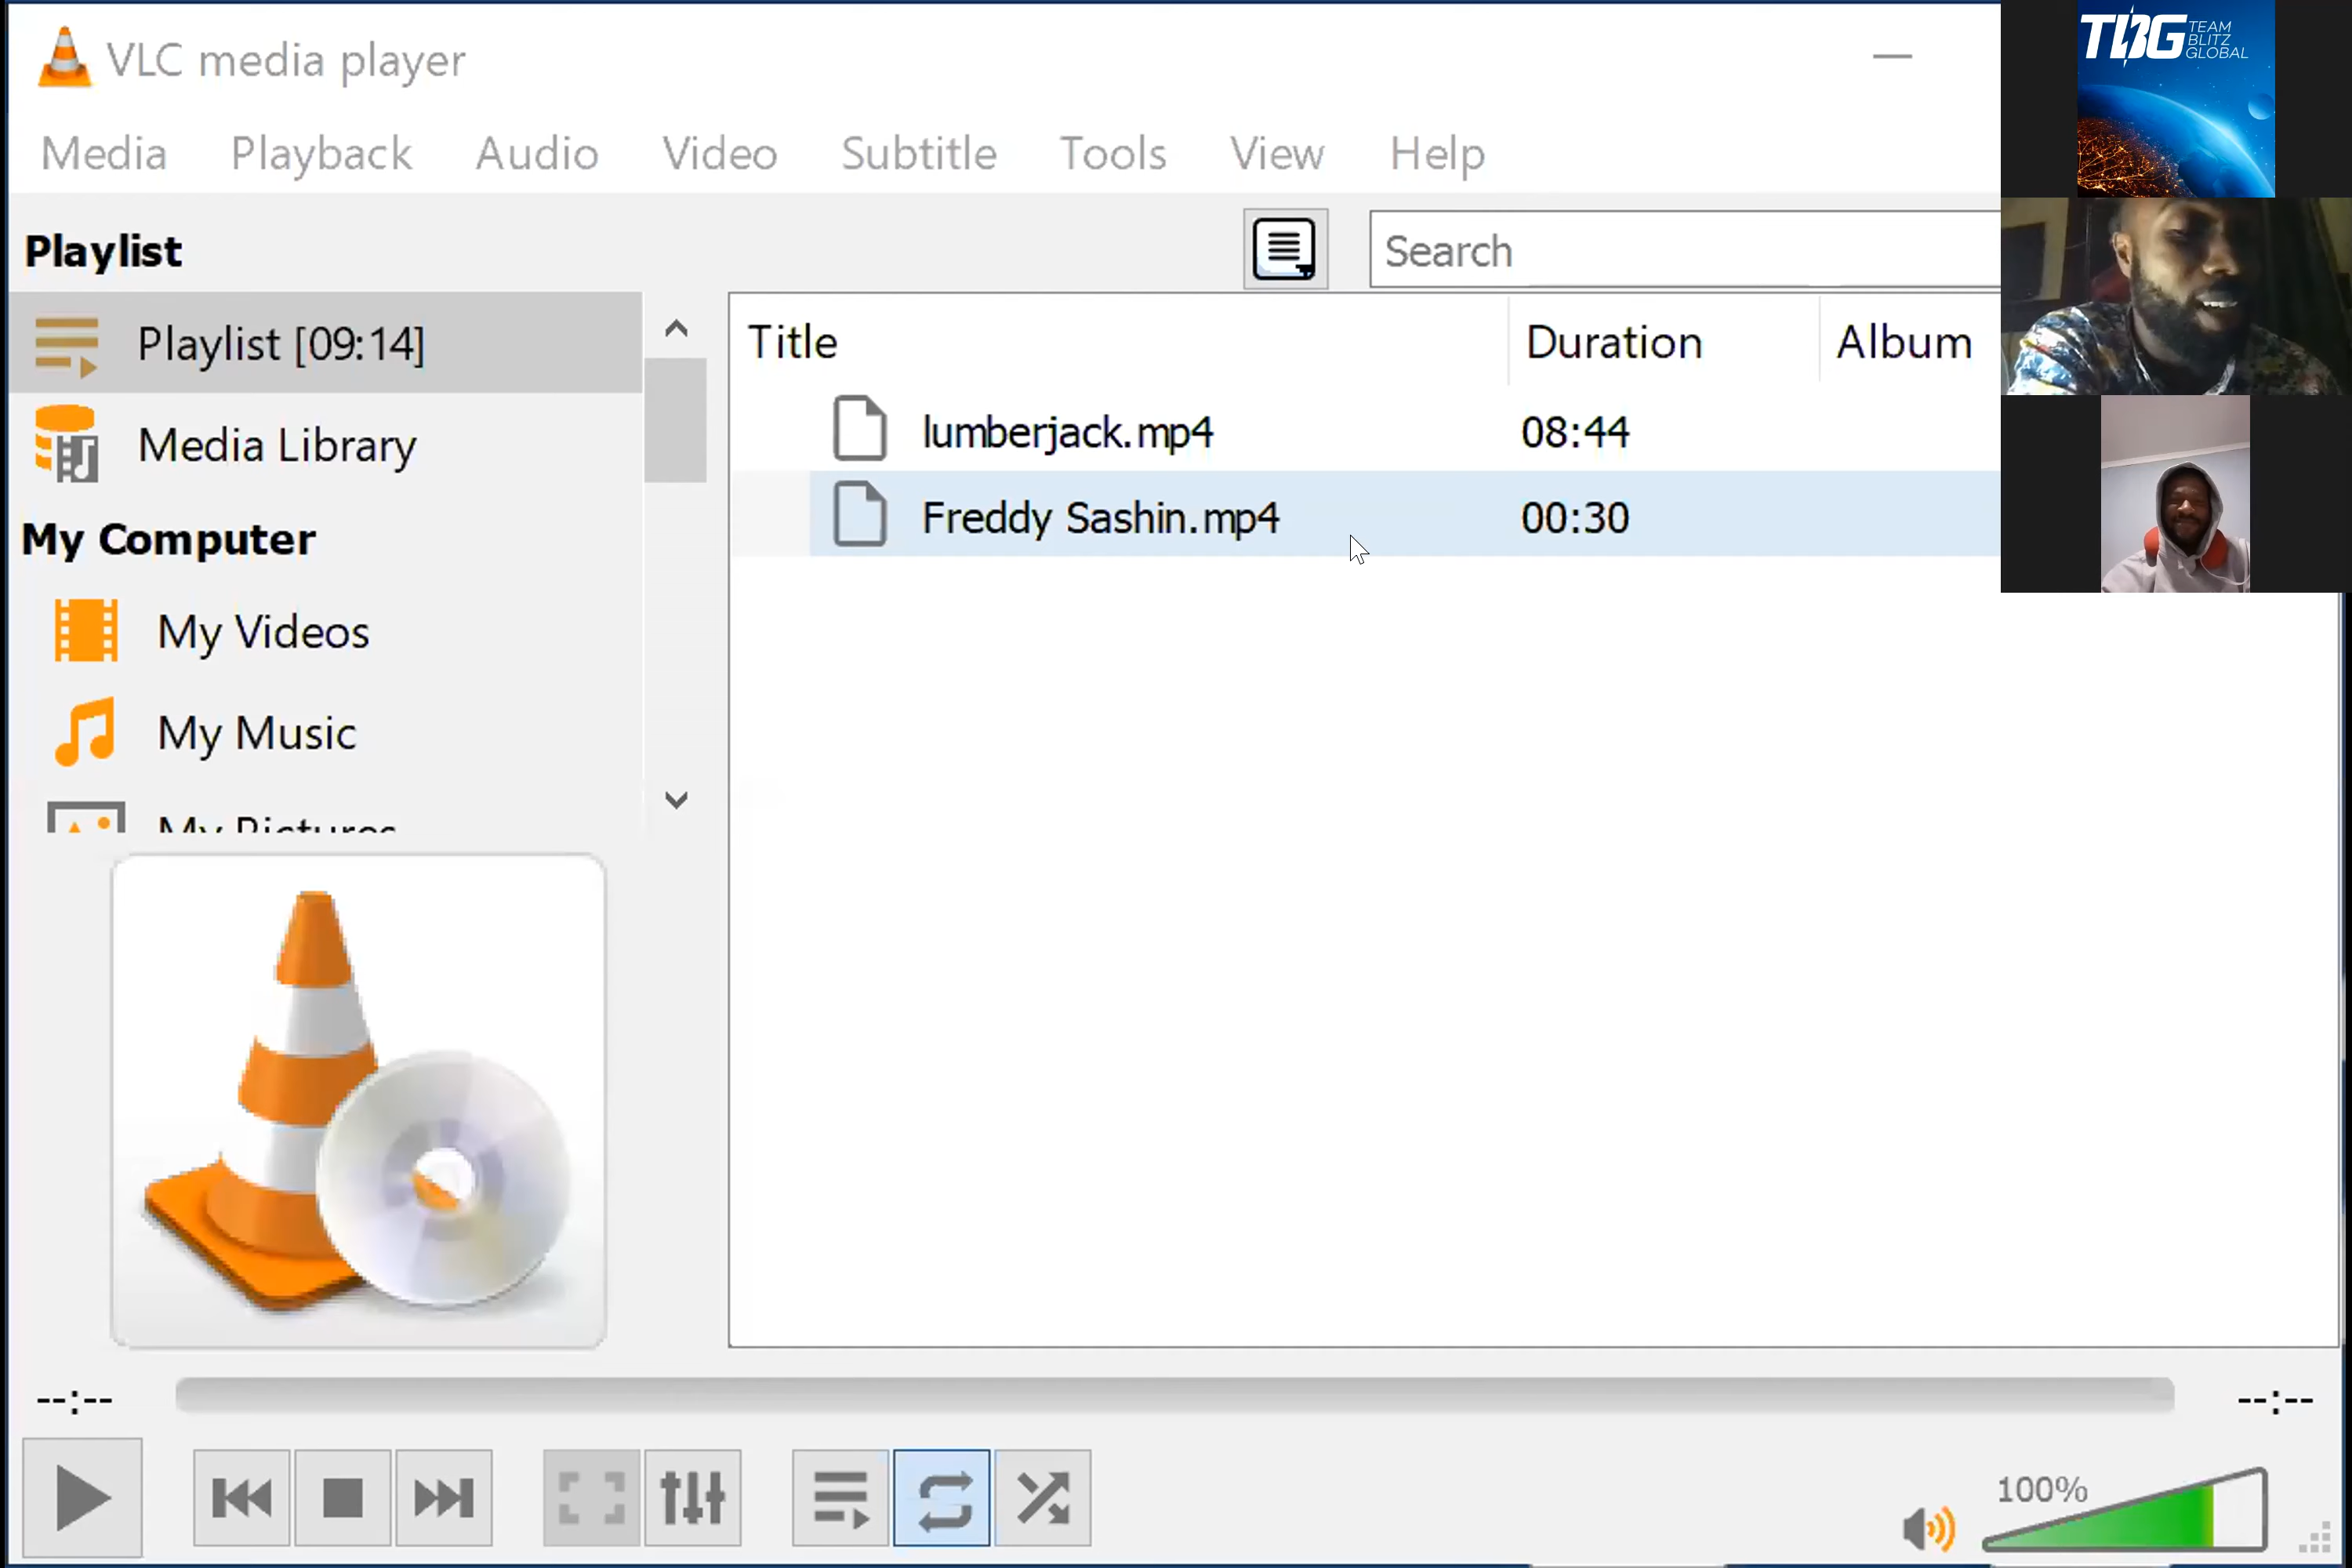 VLC media player
TBG TEAM
BLITZ
GLOBAL
Media Playback Audio Video Subtitle Tools View Help
Playlist
Search
Playlist [09:14]
Title Duration Album
lumberjack.mp4 08:44
Media Library
Freddy Sashin.mp4 00:30
My Computer
My Videos
My Music
My Pictures
--:-- --:--
100%